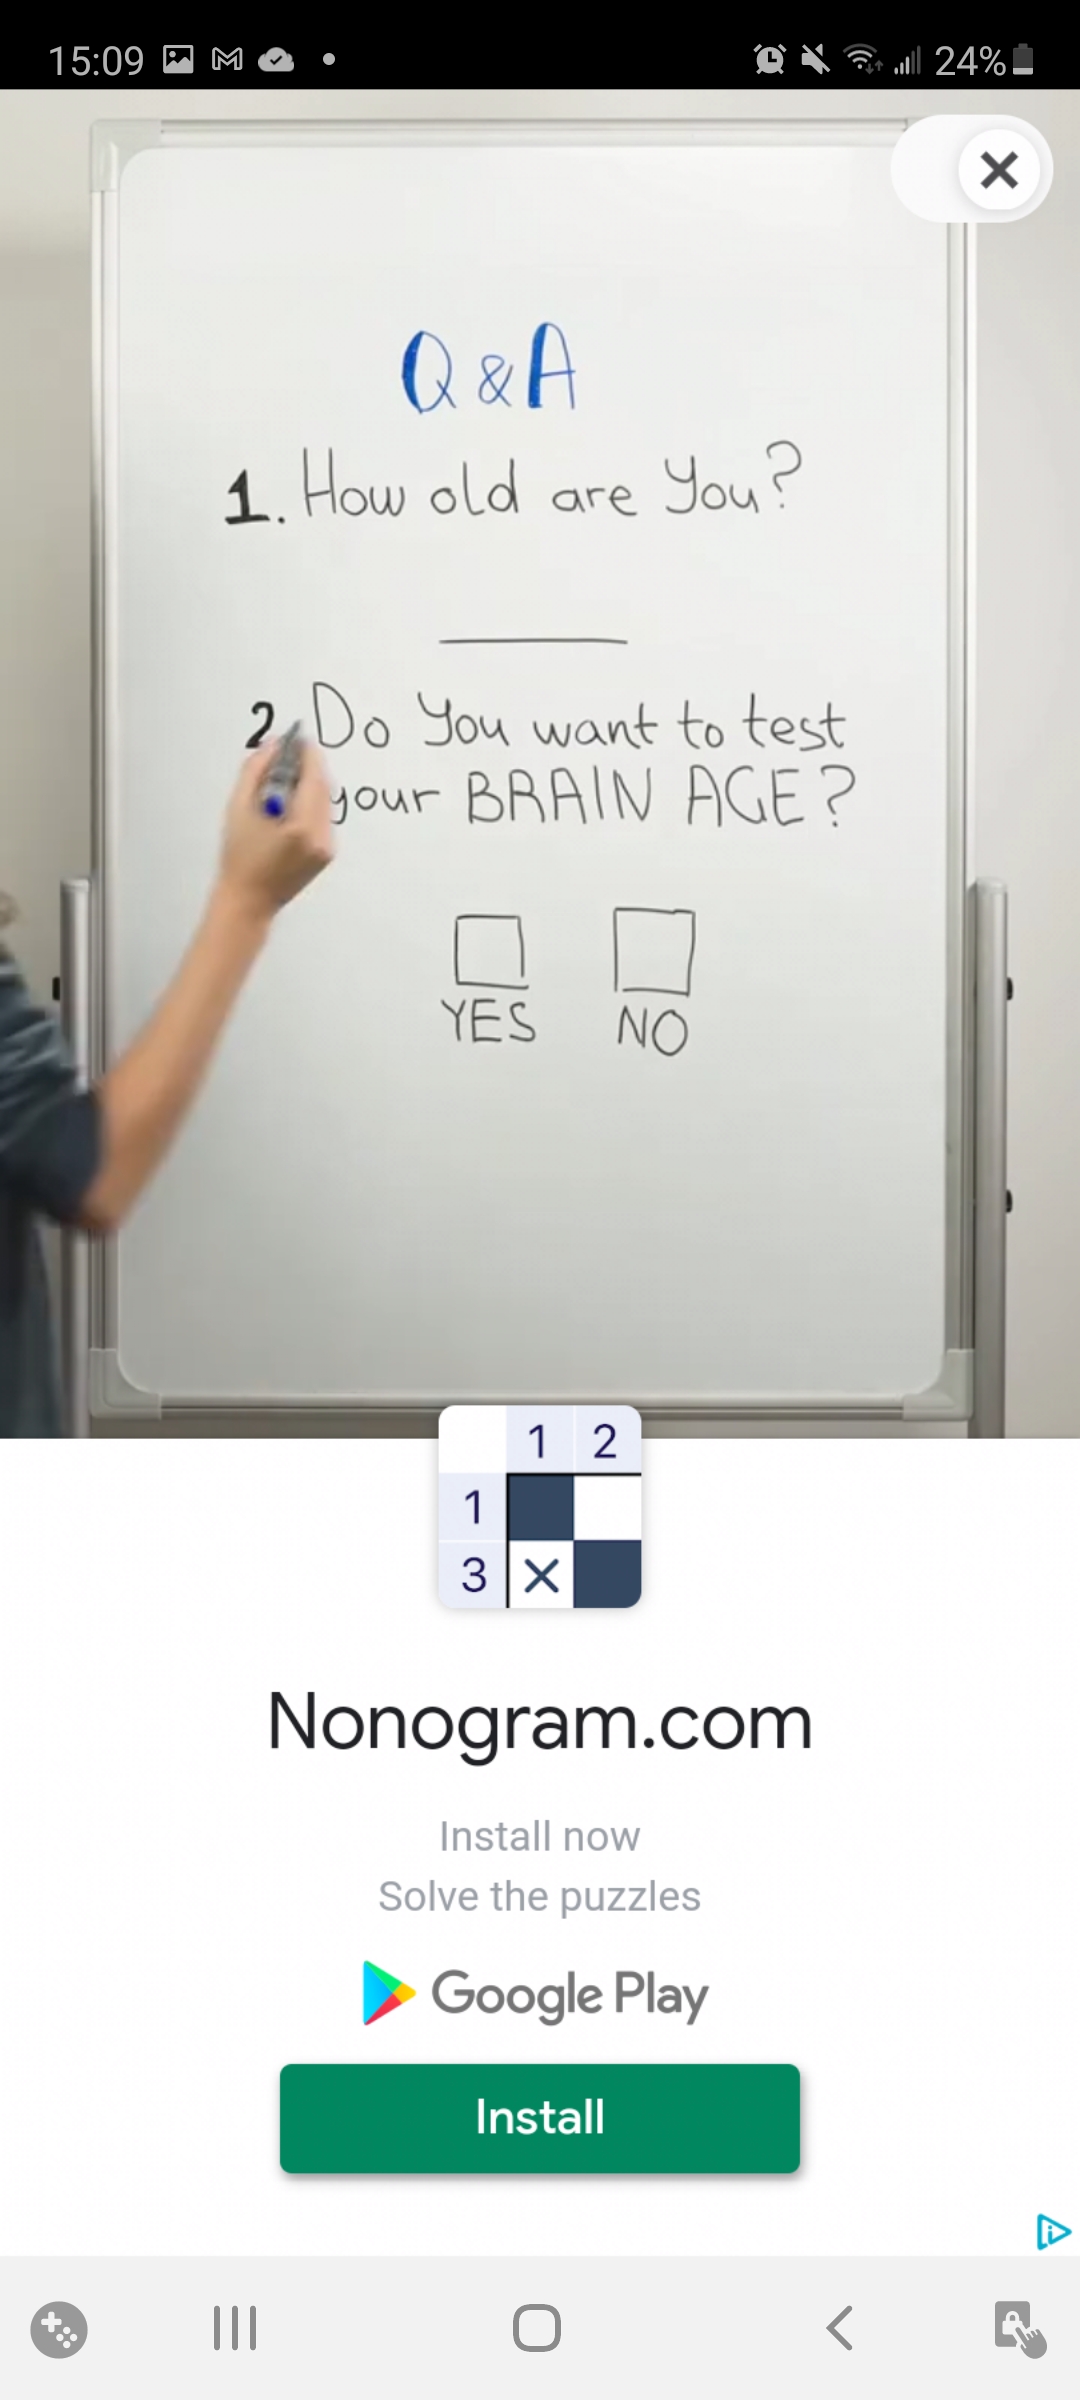 15:09 24%
Q & A
1. How old are You?
2. Do You want to test
your BRAIN AGE?
YES NO
1 2
1
3
Nonogram.com
Install now
Solve the puzzles
Google Play
Install